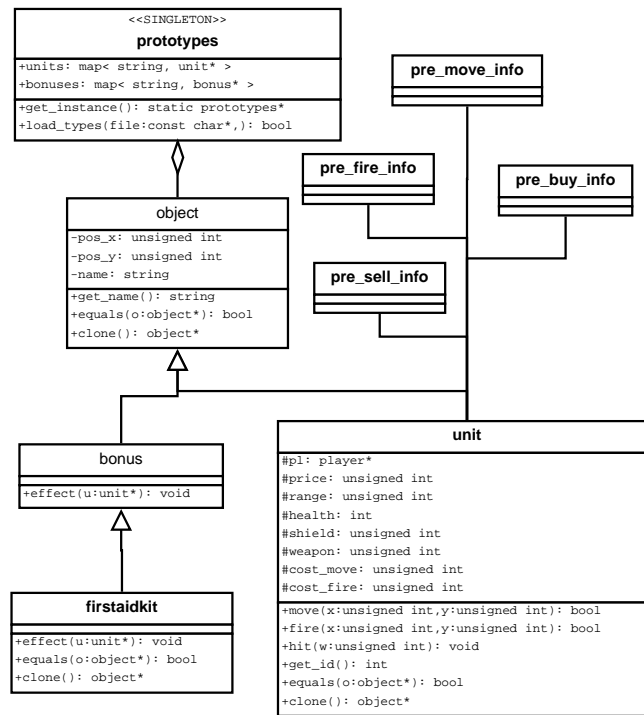 <<SINGLETON>>
prototypes
+units: map< string, unit* >
+bonuses: map< string, bonus* >
+get_instance(): static prototypes*
+load_types(file:const char*,): bool
pre_move_info
pre_fire_info
pre_buy_info
pre_sell_info
object
-pos_x: unsigned int
-pos_y: unsigned int
-name: string
+get_name(): string
+equals(o:object*): bool
+clone(): object*
bonus
+effect(u:unit*): void
firstaidkit
+effect(u:unit*): void
+equals(o:object*): bool
+clone(): object*
unit
#pl: player*
#price: unsigned int
#range: unsigned int
#health: int
#shield: unsigned int
#weapon: unsigned int
#cost_move: unsigned int
#cost_fire: unsigned int
+move(x:unsigned int,y:unsigned int): bool
+fire(x:unsigned int,y:unsigned int): bool
+hit(w:unsigned int): void
+get_id(): int
+equals(o:object*): bool
+clone(): object*